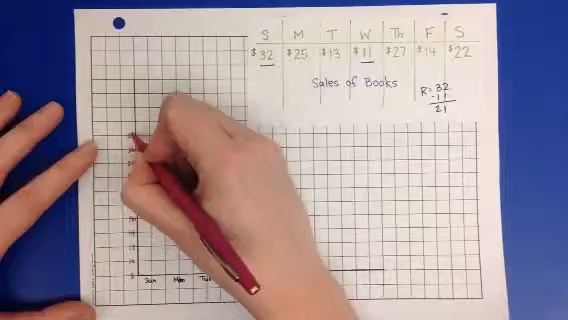 S M T W Th F S
$32 $25 $13 $11 $27 $14 $22
Sales of Books
R: 32
-11
21
Sun Mon Tue